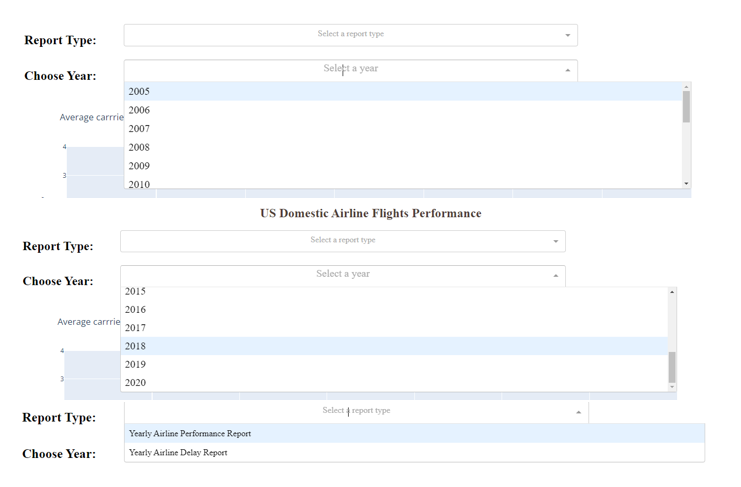 Report Type:
Select a report type
Choose Year:
Select a year
2005
2006
2007
2008
2009
2010
Average carrrie
4
3
US Domestic Airline Flights Performance
Report Type:
Select a report type
Choose Year:
Select a year
2015
2016
2017
2018
2019
2020
Average carrrie
4
3
Report Type:
Select a report type
Yearly Airline Performance Report
Yearly Airline Delay Report
Choose Year: